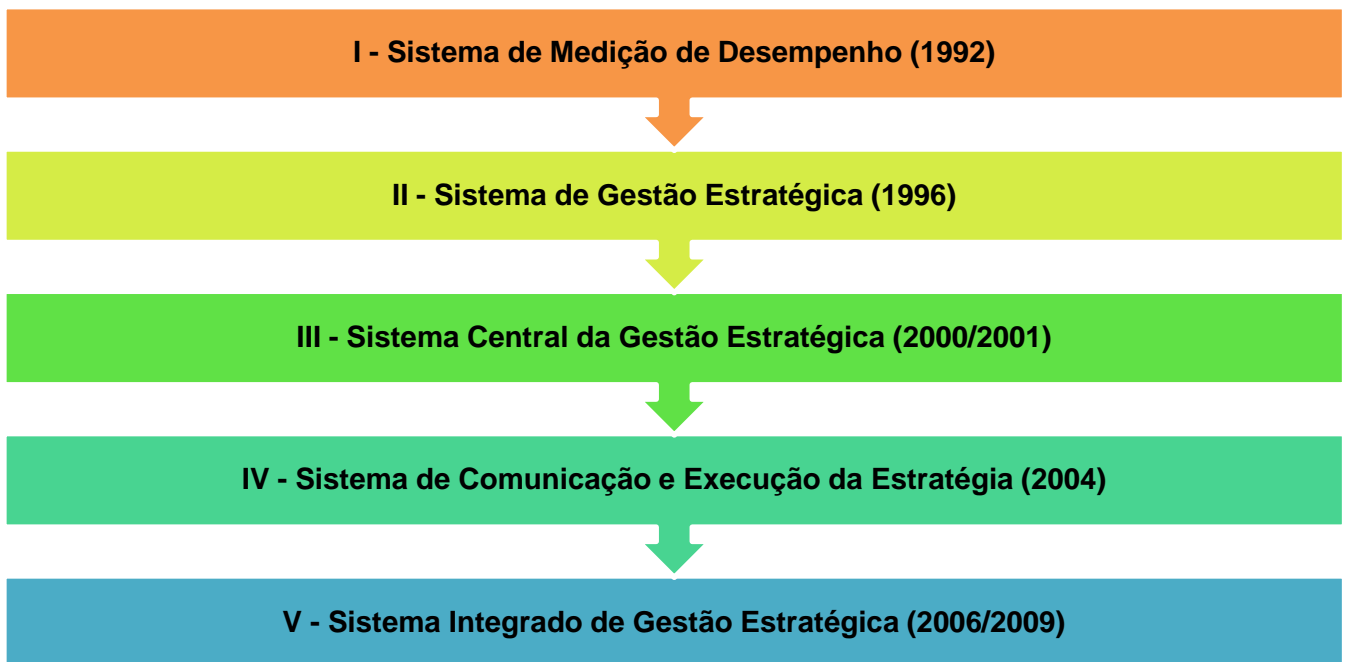 I - Sistema de Medição de Desempenho (1992)
II - Sistema de Gestão Estratégica (1996)
III - Sistema Central da Gestão Estratégica (2000/2001)
IV - Sistema de Comunicação e Execução da Estratégia (2004)
V - Sistema Integrado de Gestão Estratégica (2006/2009)